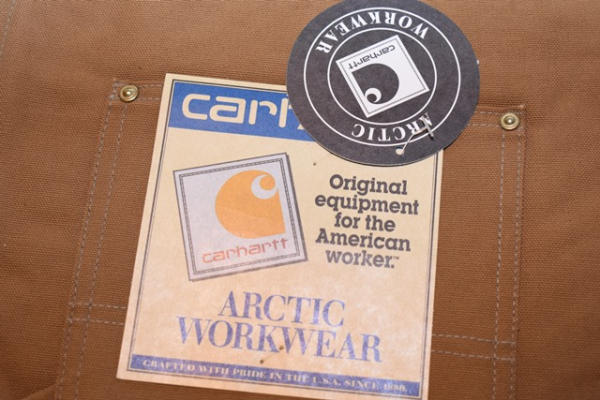 WORKWEAR
carhartt
ARCTIC
carh
carhartt
Original
equipment
for the
American
worker.™
ARCTIC
WORKWEAR
CRAFTED WITH PRIDE IN THE U.S.A. SINCE 1889.